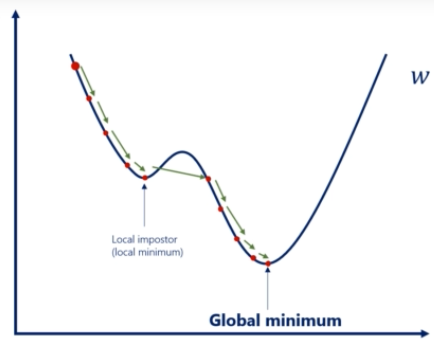 w
Local impostor
(local minimum)
Global minimum